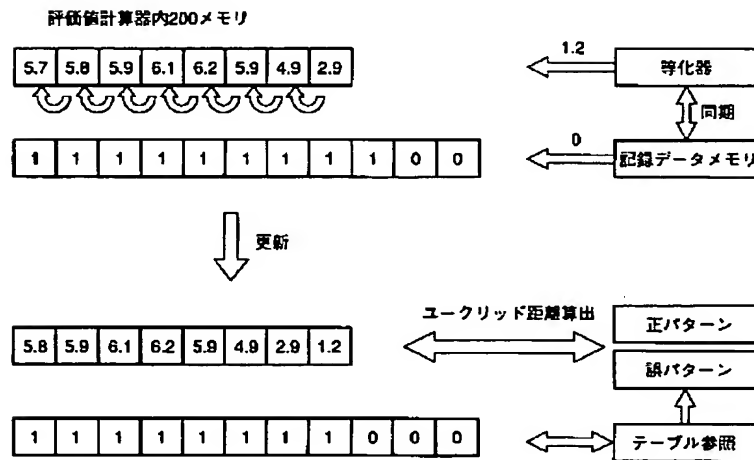 評価値計算器内200メモリ
5.7 5.8 5.9 6.1 6.2 5.9 4.9 2.9
1.2
等化器
同期
1 1 1 1 1 1 1 1 1 0 0
0
記録データメモリ
更新
ユークリッド距離算出
正パターン
5.8 5.9 6.1 6.2 5.9 4.9 2.9 1.2
誤パターン
1 1 1 1 1 1 1 1 0 0 0
テーブル参照